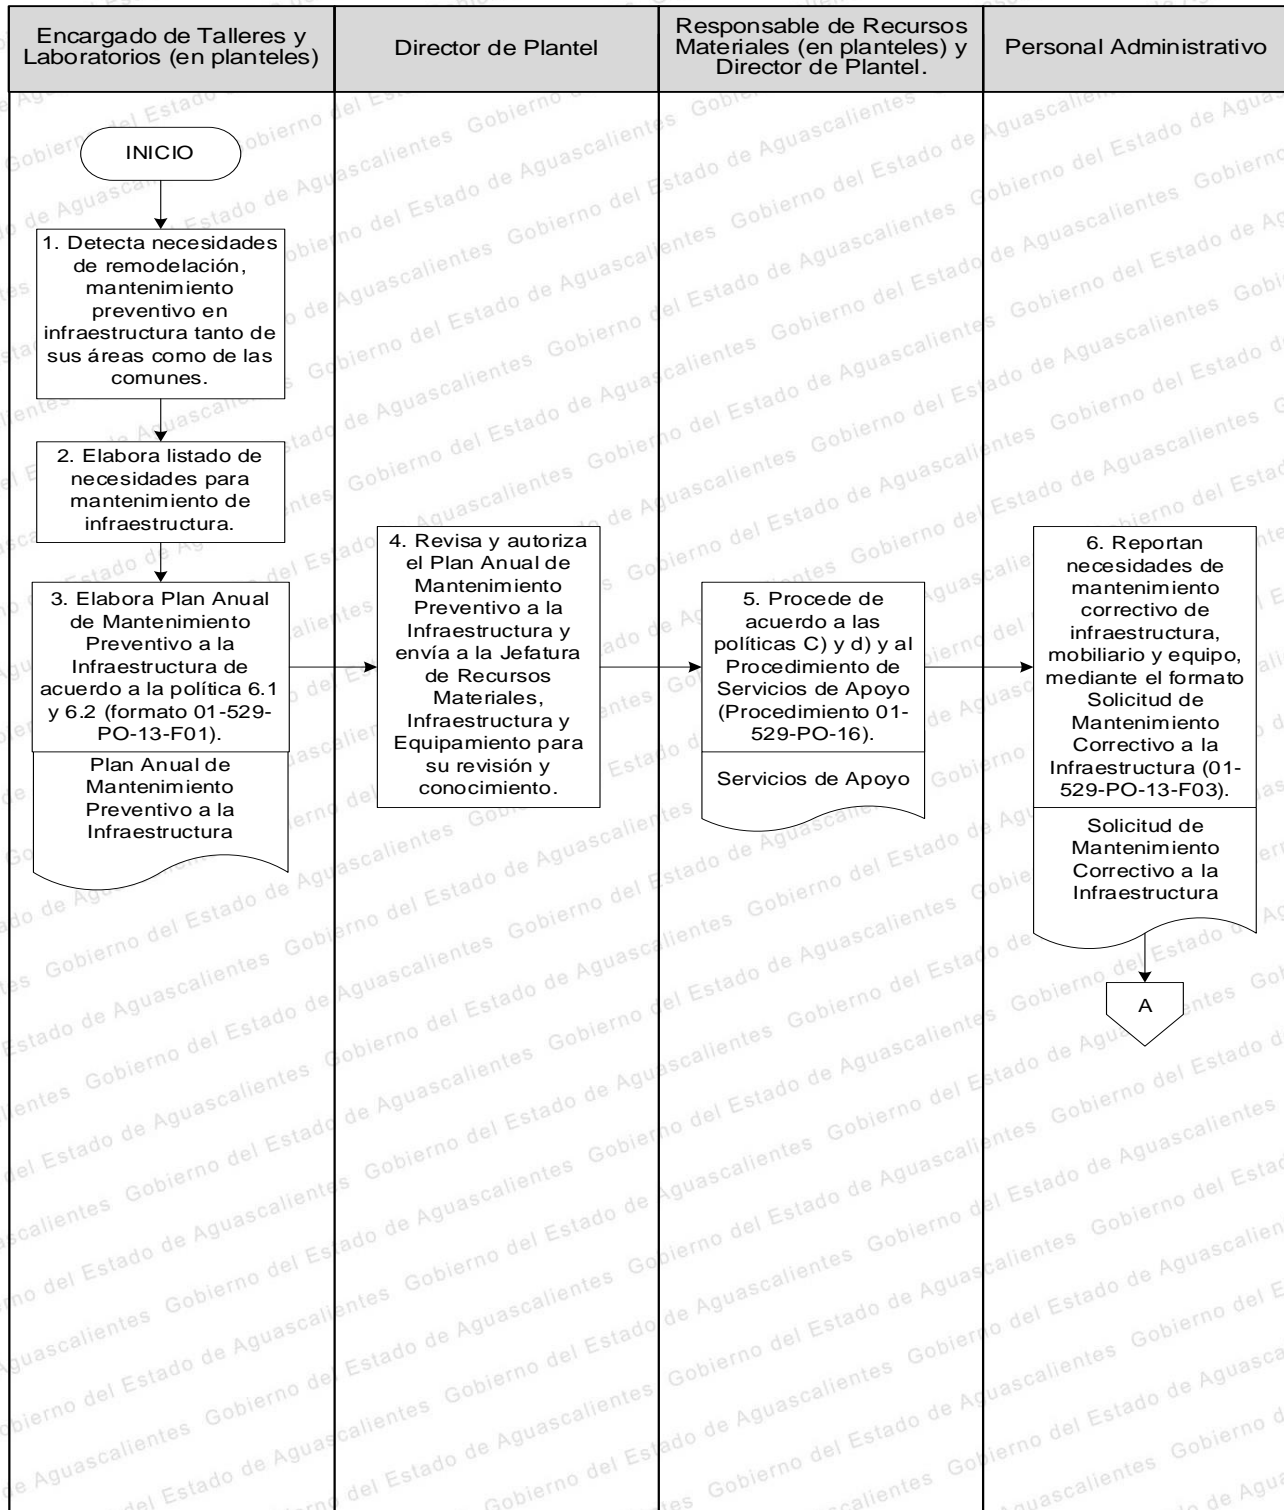 Encargado de Talleres y
Laboratorios (en planteles)
Director de Plantel
Responsable de Recursos
Materiales (en planteles) y
Director de Plantel.
Personal Administrativo
INICIO
1. Detecta necesidades
de remodelación,
mantenimiento
preventivo en
infraestructura tanto de
sus áreas como de las
comunes.
2. Elabora listado de
necesidades para
mantenimiento de
infraestructura.
3. Elabora Plan Anual
de Mantenimiento
Preventivo a la
Infraestructura de
acuerdo a la política 6.1
y 6.2 (formato 01-529-
PO-13-F01).
Plan Anual de
Mantenimiento
Preventivo a la
Infraestructura
4. Revisa y autoriza
el Plan Anual de
Mantenimiento
Preventivo a la
Infraestructura y
envía a la Jefatura
de Recursos
Materiales,
Infraestructura y
Equipamiento para
su revisión y
conocimiento.
5. Procede de
acuerdo a las
políticas C) y d) y al
Procedimiento de
Servicios de Apoyo
(Procedimiento 01-
529-PO-16).
Servicios de Apoyo
6. Reportan
necesidades de
mantenimiento
correctivo de
infraestructura,
mobiliario y equipo,
mediante el formato
Solicitud de
Mantenimiento
Correctivo a la
Infraestructura (01-
529-PO-13-F03).
Solicitud de
Mantenimiento
Correctivo a la
Infraestructura
A
Gobierno del Estado de Aguascalientes